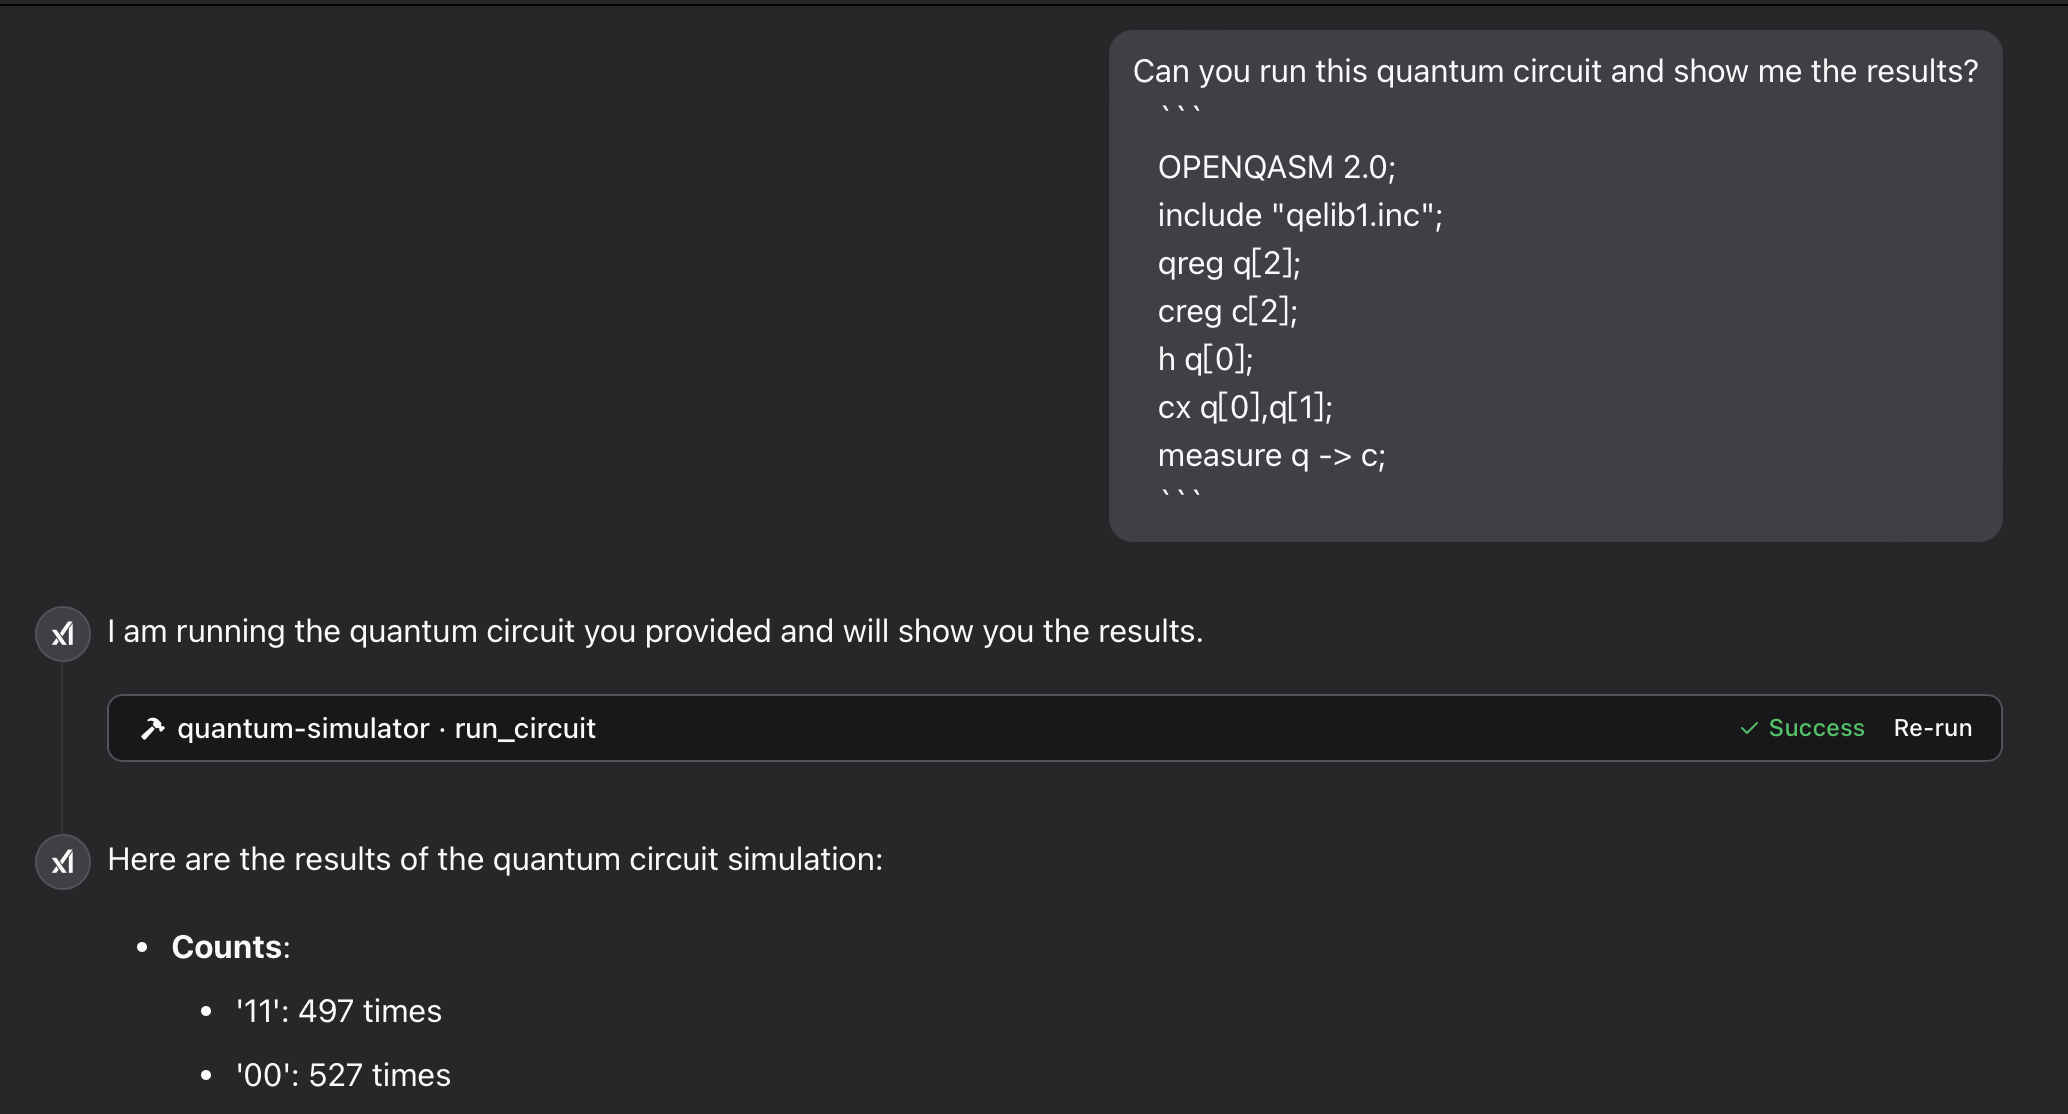 Can you run this quantum circuit and show me the results?
```
OPENQASM 2.0;
include "qelib1.inc";
qreg q[2];
creg c[2];
h q[0];
cx q[0],q[1];
measure q -> c;
```
I am running the quantum circuit you provided and will show you the results.
quantum-simulator · run_circuit ✓ Success Re-run
Here are the results of the quantum circuit simulation:
• Counts:
• '11': 497 times
• '00': 527 times